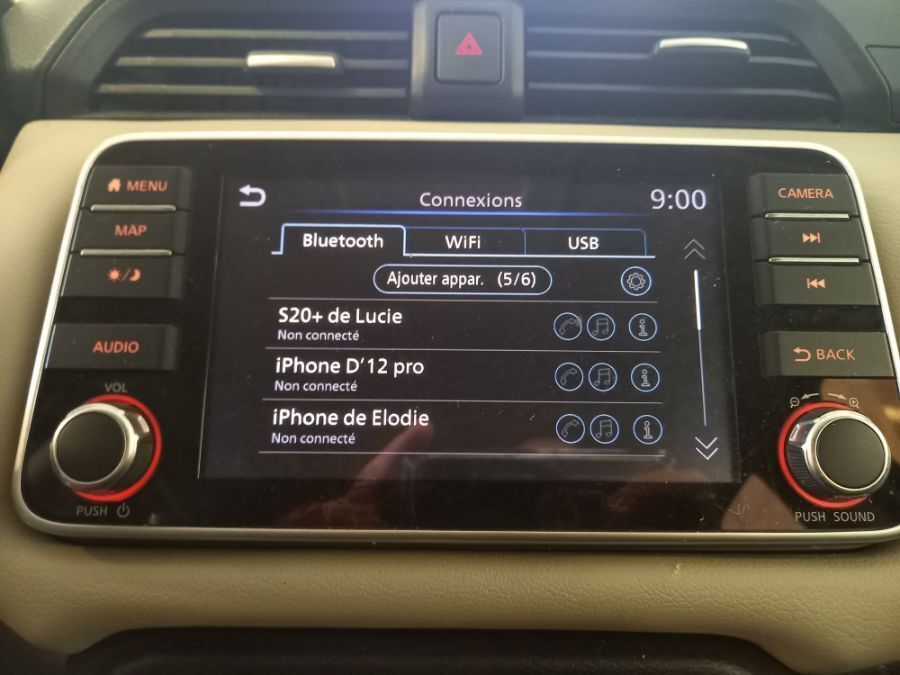 MENU
MAP
AUDIO
VOL
PUSH
Connexions
9:00
Bluetooth
WiFi
USB
Ajouter appar. (5/6)
S20+ de Lucie
Non connecté
iPhone D'12 pro
Non connecté
iPhone de Elodie
Non connecté
CAMERA
BACK
PUSH SOUND